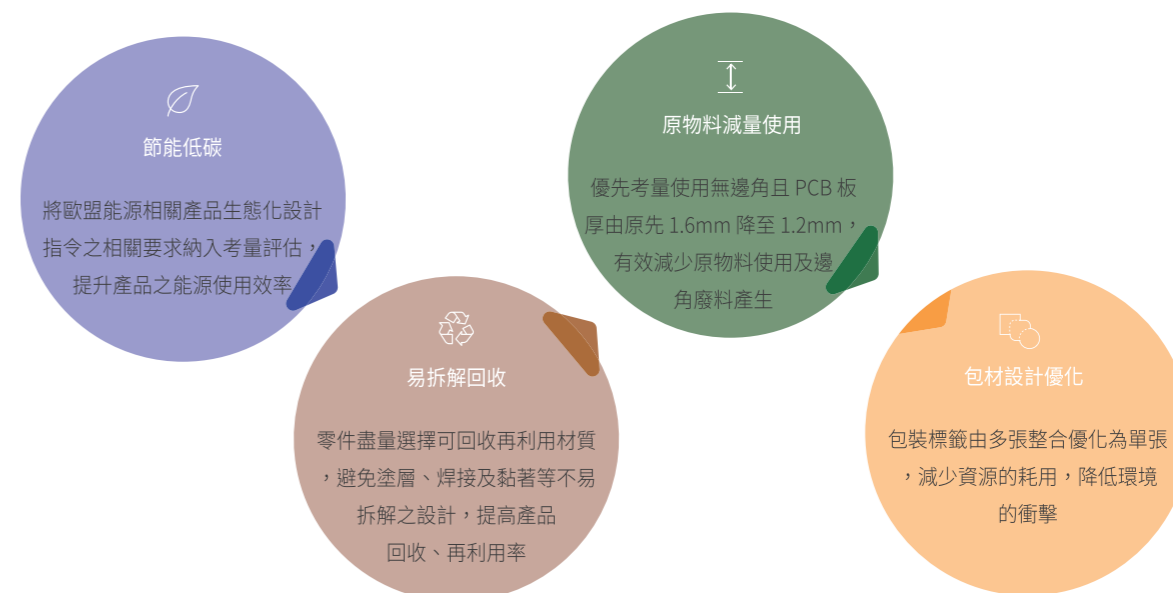 節能低碳
將歐盟能源相關產品生態化設計
指令之相關要求納入考量評估，
提升產品之能源使用效率
易拆解回收
零件盡量選擇可回收再利用材質
，避免塗層、焊接及黏著等不易
拆解之設計，提高產品
回收、再利用率
原物料減量使用
優先考量使用無邊角且 PCB 板
厚由原先 1.6mm 降至 1.2mm，
有效減少原物料使用及邊
角廢料產生
包材設計優化
包裝標籤由多張整合優化為單張
，減少資源的耗用，降低環境
的衝擊